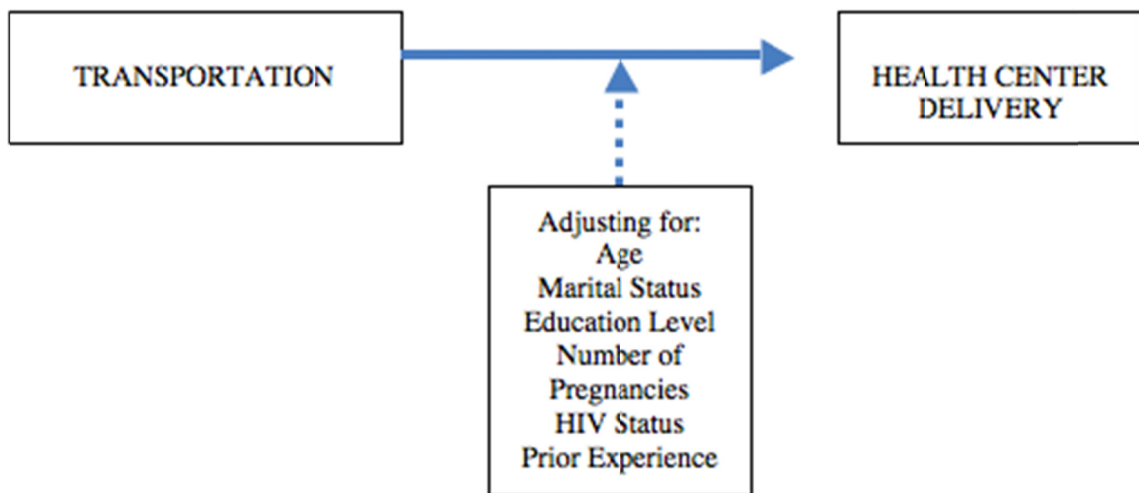 TRANSPORTATION
HEALTH CENTER
DELIVERY
Adjusting for:
Age
Marital Status
Education Level
Number of
Pregnancies
HIV Status
Prior Experience